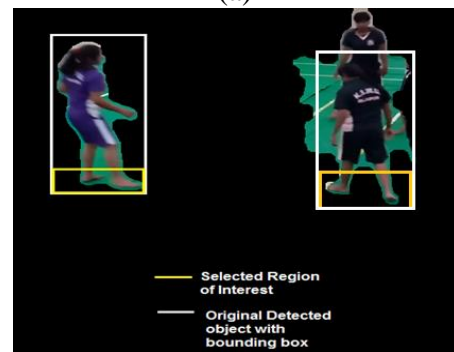 Selected Region
of Interest
Original Detected
object with
bounding box